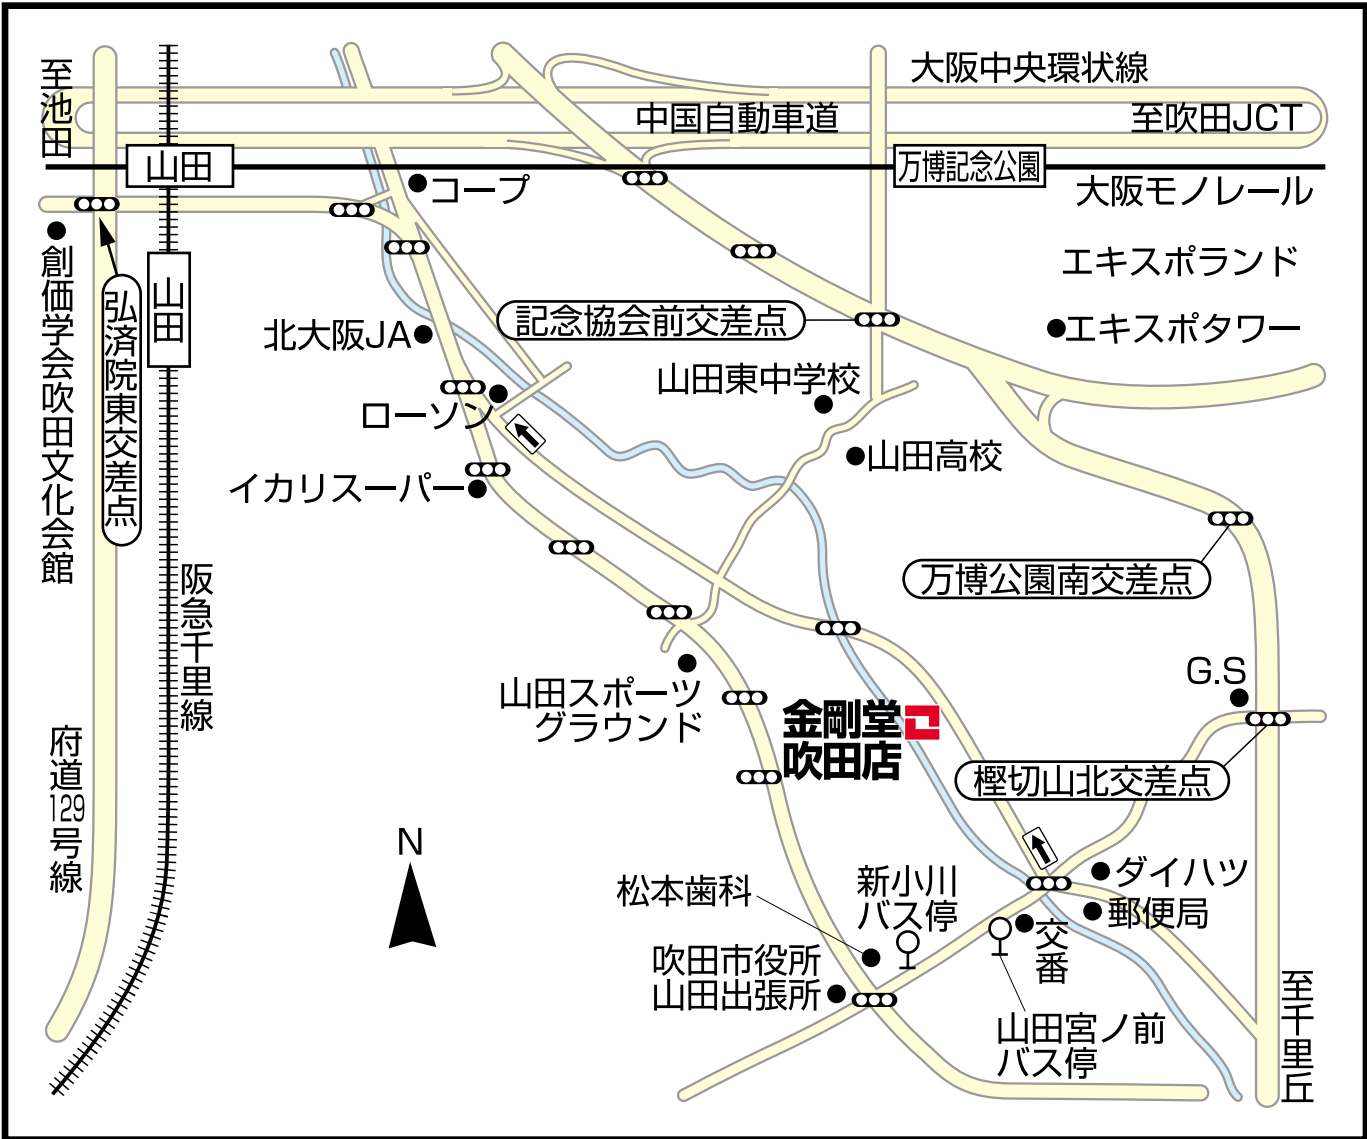 大阪中央環状線
至池田
中国自動車道
至吹田JCT
山田
万博記念公園
コープ
大阪モノレール
創価学会吹田文化会館
弘済院東交差点
山田
エキスポランド
記念協会前交差点
エキスポタワー
北大阪JA
山田東中学校
ローソン
山田高校
イカリスーパー
阪急千里線
万博公園南交差点
G.S
山田スポーツ
グラウンド
金剛堂
吹田店
府道129号線
樫切山北交差点
N
松本歯科
新小川
バス停
ダイハツ
郵便局
交番
吹田市役所
山田出張所
山田宮ノ前
バス停
至千里丘